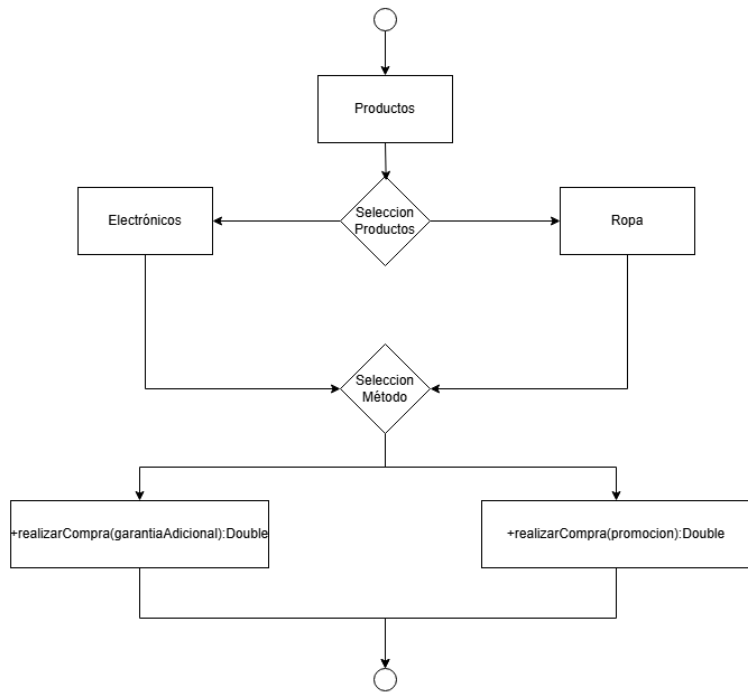 Productos
Seleccion
Productos
Electrónicos
Ropa
Seleccion
Método
+realizarCompra(garantiaAdicional):Double
+realizarCompra(promocion):Double